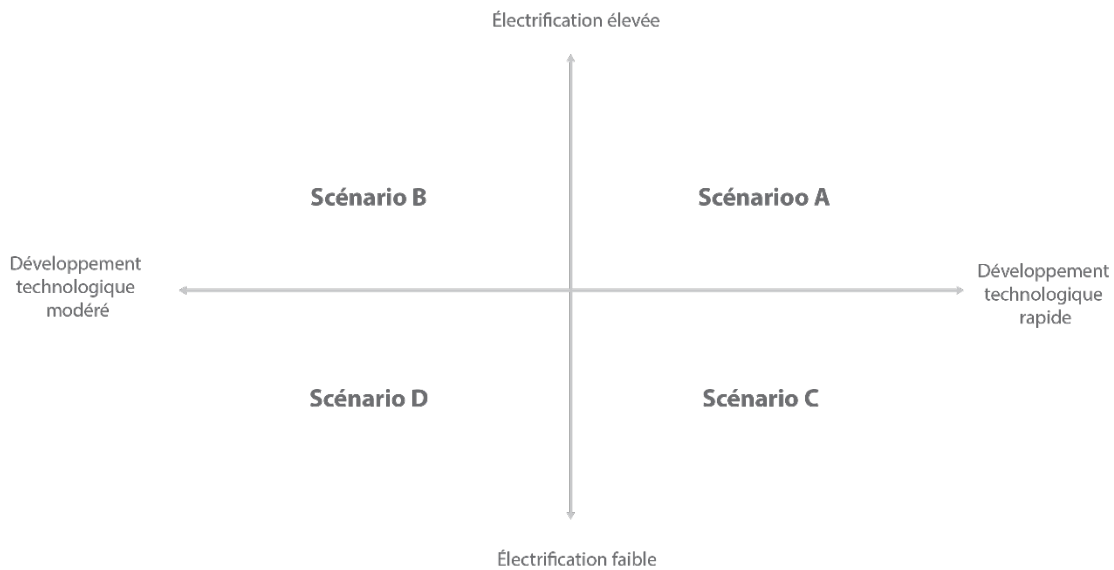 Électrification élevée
Scénario B
Scénarioo A
Développement
technologique
modéré
Développement
technologique
rapide
Scénario D
Scénario C
Électrification faible